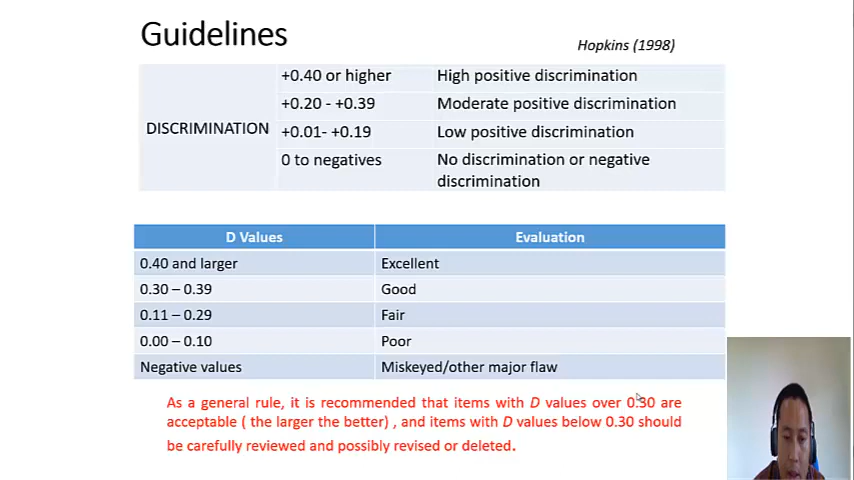 Guidelines
Hopkins (1998)
DISCRIMINATION
+0.40 or higher High positive discrimination
+0.20 - +0.39 Moderate positive discrimination
+0.01- +0.19 Low positive discrimination
0 to negatives No discrimination or negative
discrimination
D Values Evaluation
0.40 and larger Excellent
0.30 – 0.39 Good
0.11 – 0.29 Fair
0.00 – 0.10 Poor
Negative values Miskeyed/other major flaw
As a general rule, it is recommended that items with D values over 0.30 are
acceptable ( the larger the better) , and items with D values below 0.30 should
be carefully reviewed and possibly revised or deleted.